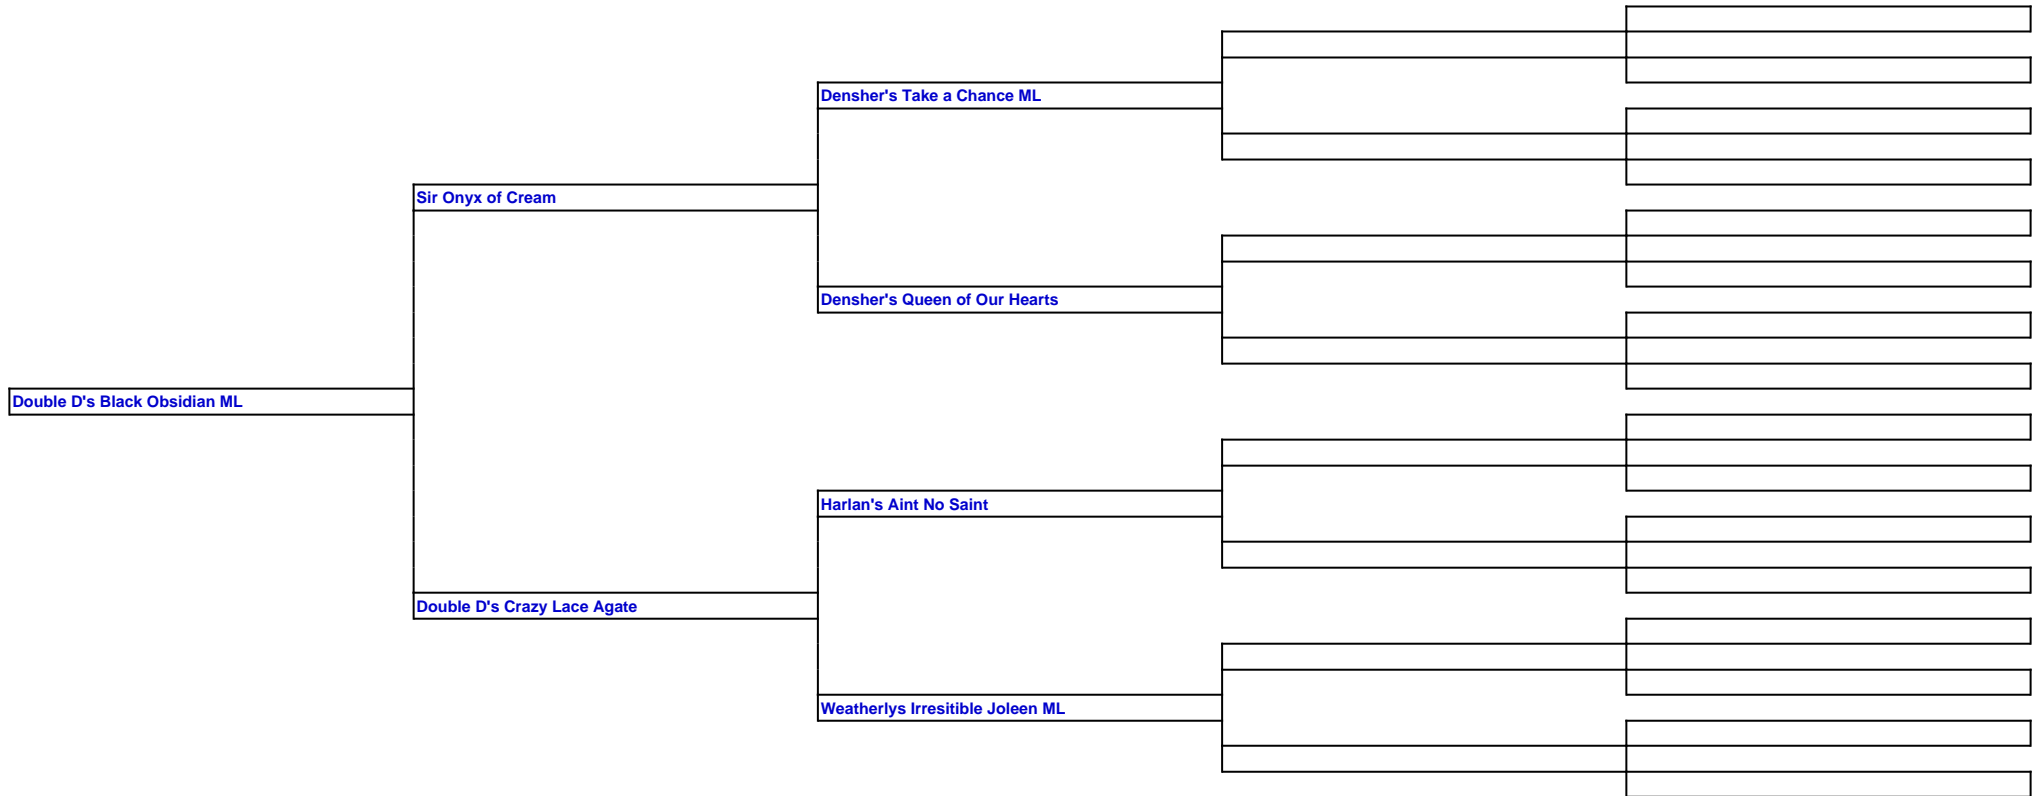 Densher's Take a Chance ML
Sir Onyx of Cream
Densher's Queen of Our Hearts
Double D's Black Obsidian ML
Harlan's Aint No Saint
Double D's Crazy Lace Agate
Weatherlys Irresitible Joleen ML